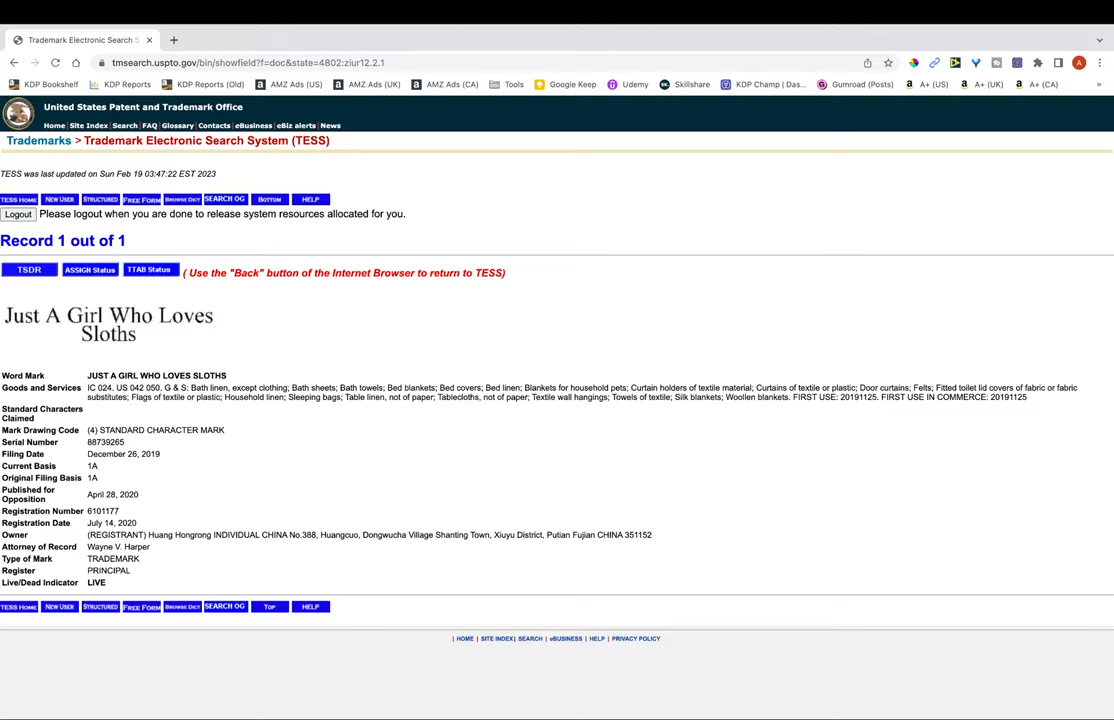 Trademark Electronic Search S
tmsearch.uspto.gov/bin/showfield?f=doc&state=4802:ziur12.2.1
KDP Bookshelf KDP Reports KDP Reports (Old) AMZ Ads (US) AMZ Ads (UK) AMZ Ads (CA) Tools Google Keep Udemy Skillshare KDP Champ | Das... Gumroad (Posts) A+ (US) A+ (UK) A+ (CA) »
United States Patent and Trademark Office
Home | Site Index | Search | FAQ | Glossary | Contacts | eBusiness | eBiz alerts | News
Trademarks > Trademark Electronic Search System (TESS)
TESS was last updated on Sun Feb 19 03:47:22 EST 2023
TESS HOME NEW USER STRUCTURED FREE FORM BROWSE DICT SEARCH OG BOTTOM HELP
Logout Please logout when you are done to release system resources allocated for you.
Record 1 out of 1
TSDR ASSIGN Status TTAB Status ( Use the "Back" button of the Internet Browser to return to TESS)
Just A Girl Who Loves
Sloths
Word Mark JUST A GIRL WHO LOVES SLOTHS
Goods and Services IC 024. US 042 050. G & S: Bath linen, except clothing; Bath sheets; Bath towels; Bed blankets; Bed covers; Bed linen; Blankets for household pets; Curtain holders of textile material; Curtains of textile or plastic; Door curtains; Felts; Fitted toilet lid covers of fabric or fabric
substitutes; Flags of textile or plastic; Household linen; Sleeping bags; Table linen, not of paper; Tablecloths, not of paper; Textile wall hangings; Towels of textile; Silk blankets; Woollen blankets. FIRST USE: 20191125. FIRST USE IN COMMERCE: 20191125
Standard Characters
Claimed
Mark Drawing Code (4) STANDARD CHARACTER MARK
Serial Number 88739265
Filing Date December 26, 2019
Current Basis 1A
Original Filing Basis 1A
Published for
Opposition April 28, 2020
Registration Number 6101177
Registration Date July 14, 2020
Owner (REGISTRANT) Huang Hongrong INDIVIDUAL CHINA No.388, Huangcuo, Dongwucha Village Shanting Town, Xiuyu District, Putian Fujian CHINA 351152
Attorney of Record Wayne V. Harper
Type of Mark TRADEMARK
Register PRINCIPAL
Live/Dead Indicator LIVE
TESS HOME NEW USER STRUCTURED FREE FORM BROWSE DICT SEARCH OG TOP HELP
| HOME | SITE INDEX | SEARCH | eBUSINESS | HELP | PRIVACY POLICY